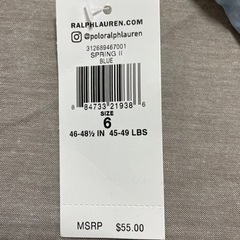 RALPHLAUREN.COM
@poloralphlauren
312689467001
SPRING II
BLUE
8 84733 21938 6
SIZE
6
46-48½ IN 45-49 LBS
MSRP $55.00